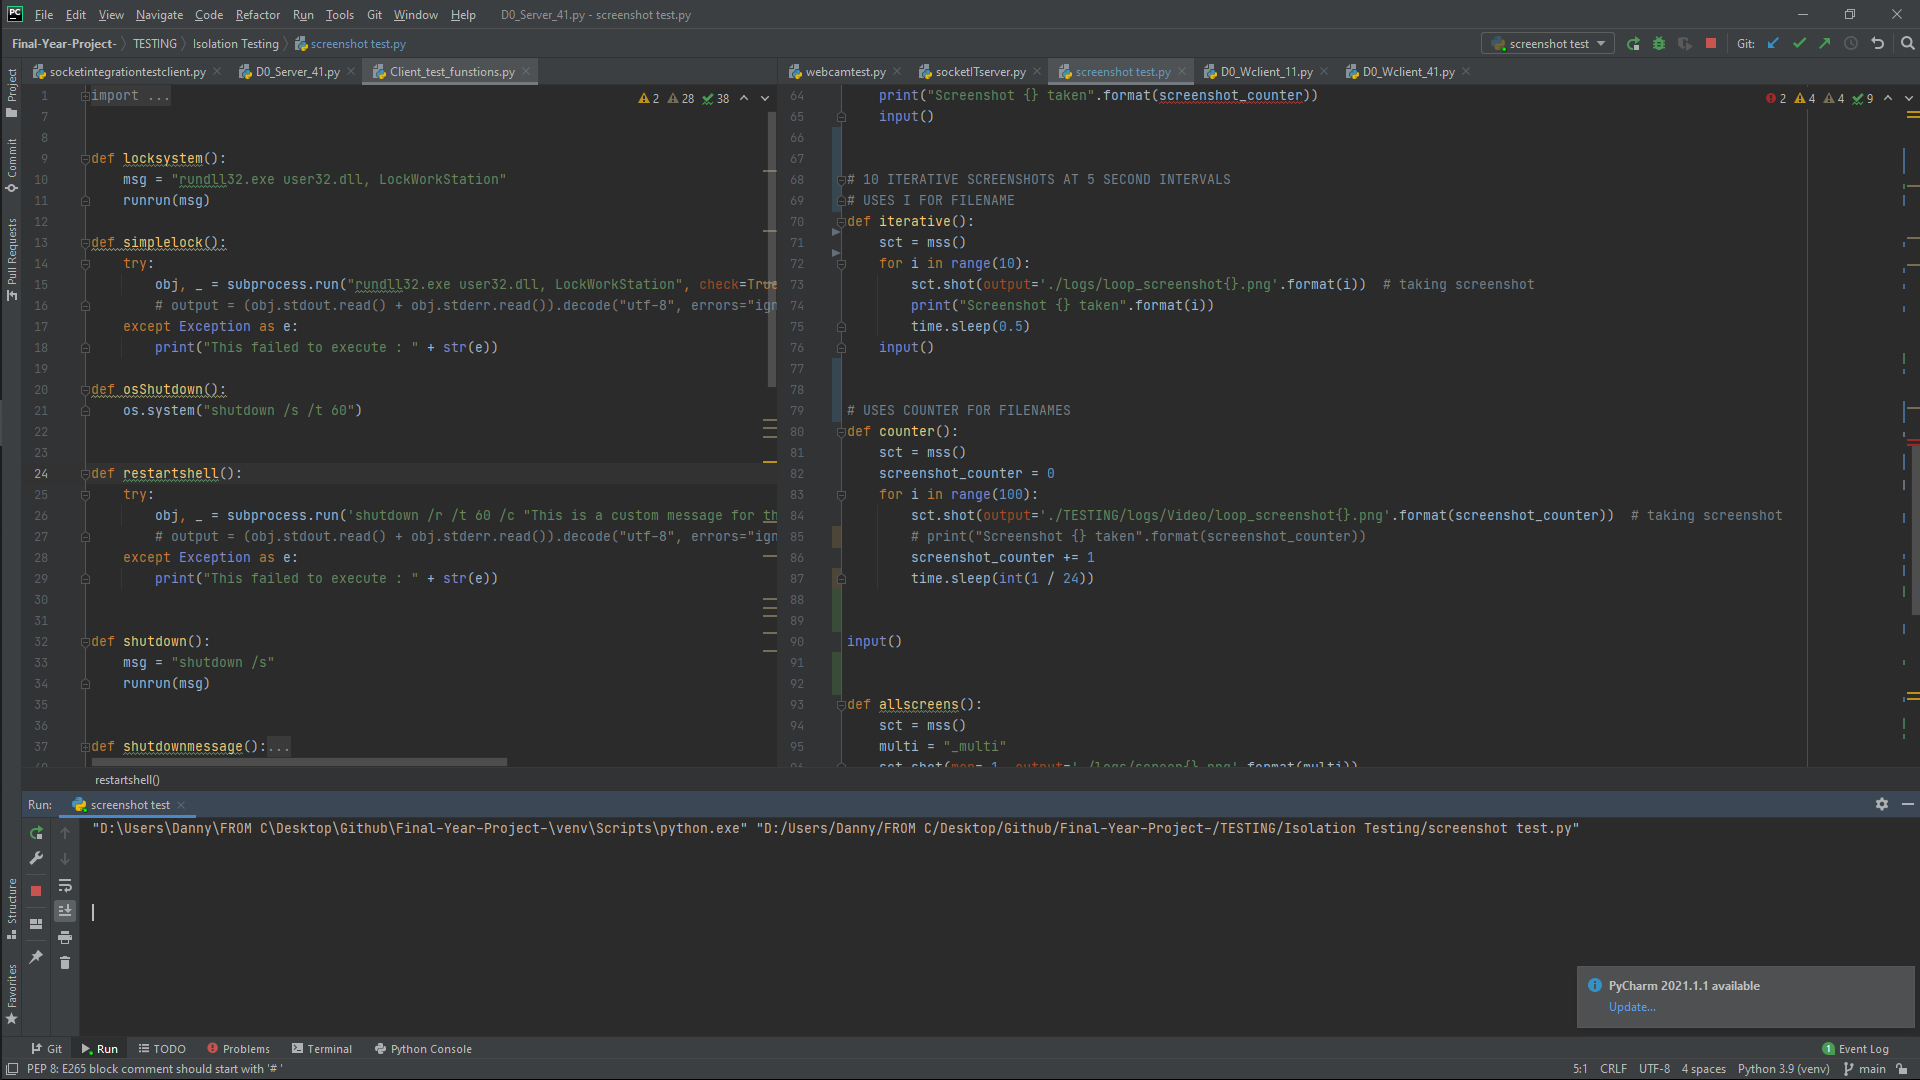 PC File Edit View Navigate Code Refactor Run Tools Git Window Help D0_Server_41.py - screenshot test.py
Final-Year-Project- TESTING Isolation Testing screenshot test.py screenshot test Git:
socketintegrationtestclient.py D0_Server_41.py Client_test_funstions.py
webcamtest.py socketITserver.py screenshot test.py D0_Wclient_11.py D0_Wclient_41.py
Project
Commit
Pull Requests
2 28 38
1 import ...
7
8
9 def locksystem():
10 msg = "rundll32.exe user32.dll, LockWorkStation"
11 runrun(msg)
12
13 def simplelock():
14 try:
15 obj, _ = subprocess.run("rundll32.exe user32.dll, LockWorkStation", check=True
16 # output = (obj.stdout.read() + obj.stderr.read()).decode("utf-8", errors="ign
17 except Exception as e:
18 print("This failed to execute : " + str(e))
19
20 def osShutdown():
21 os.system("shutdown /s /t 60")
22
23
24 def restartshell():
25 try:
26 obj, _ = subprocess.run('shutdown /r /t 60 /c "This is a custom message for th
27 # output = (obj.stdout.read() + obj.stderr.read()).decode("utf-8", errors="ign
28 except Exception as e:
29 print("This failed to execute : " + str(e))
30
31
32 def shutdown():
33 msg = "shutdown /s"
34 runrun(msg)
35
36
37 def shutdownmessage():...
restartshell()
2 4 4 9
64 print("Screenshot {} taken".format(screenshot_counter))
65 input()
66
67
68 # 10 ITERATIVE SCREENSHOTS AT 5 SECOND INTERVALS
69 # USES I FOR FILENAME
70 def iterative():
71 sct = mss()
72 for i in range(10):
73 sct.shot(output='./logs/loop_screenshot{}.png'.format(i)) # taking screenshot
74 print("Screenshot {} taken".format(i))
75 time.sleep(0.5)
76 input()
77
78
79 # USES COUNTER FOR FILENAMES
80 def counter():
81 sct = mss()
82 screenshot_counter = 0
83 for i in range(100):
84 sct.shot(output='./TESTING/logs/Video/loop_screenshot{}.png'.format(screenshot_counter)) # taking screenshot
85 # print("Screenshot {} taken".format(screenshot_counter))
86 screenshot_counter += 1
87 time.sleep(int(1 / 24))
88
89
90 input()
91
92
93 def allscreens():
94 sct = mss()
95 multi = "_multi"
Run: screenshot test
"D:\Users\Danny\FROM C\Desktop\Github\Final-Year-Project-\venv\Scripts\python.exe" "D:/Users/Danny/FROM C/Desktop/Github/Final-Year-Project-/TESTING/Isolation Testing/screenshot test.py"
Structure
Favorites
PyCharm 2021.1.1 available
Update...
Git Run TODO Problems Terminal Python Console 1 Event Log
PEP 8: E265 block comment should start with '# ' 5:1 CRLF UTF-8 4 spaces Python 3.9 (venv) main